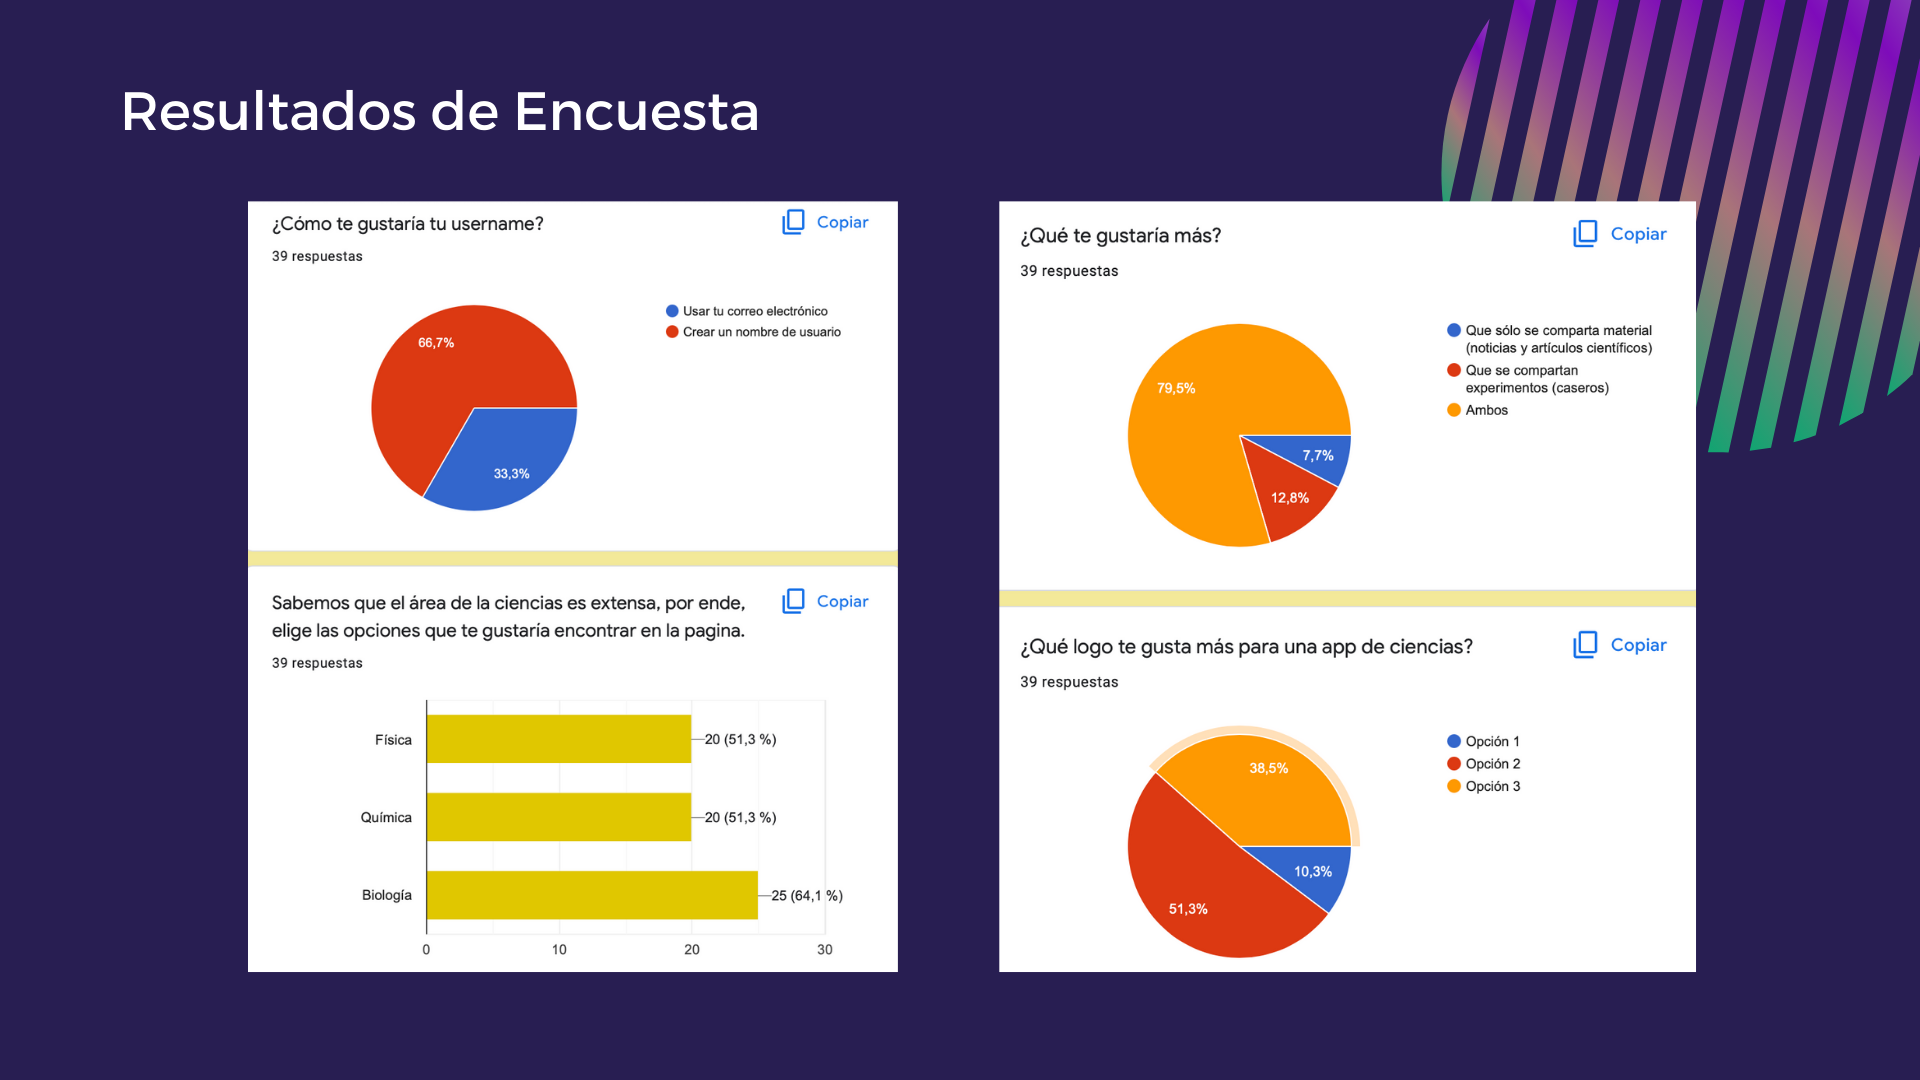 Resultados de Encuesta
¿Cómo te gustaría tu username?
Copiar
39 respuestas
Usar tu correo electrónico
Crear un nombre de usuario
66,7%
33,3%
Sabemos que el área de la ciencias es extensa, por ende,
elige las opciones que te gustaría encontrar en la pagina.
Copiar
39 respuestas
Física
20 (51,3 %)
Química
20 (51,3 %)
Biología
25 (64,1 %)
0 10 20 30
¿Qué te gustaría más?
Copiar
39 respuestas
Que sólo se comparta material
(noticias y artículos científicos)
Que se compartan
experimentos (caseros)
Ambos
79,5%
7,7%
12,8%
¿Qué logo te gusta más para una app de ciencias?
Copiar
39 respuestas
Opción 1
Opción 2
Opción 3
38,5%
10,3%
51,3%